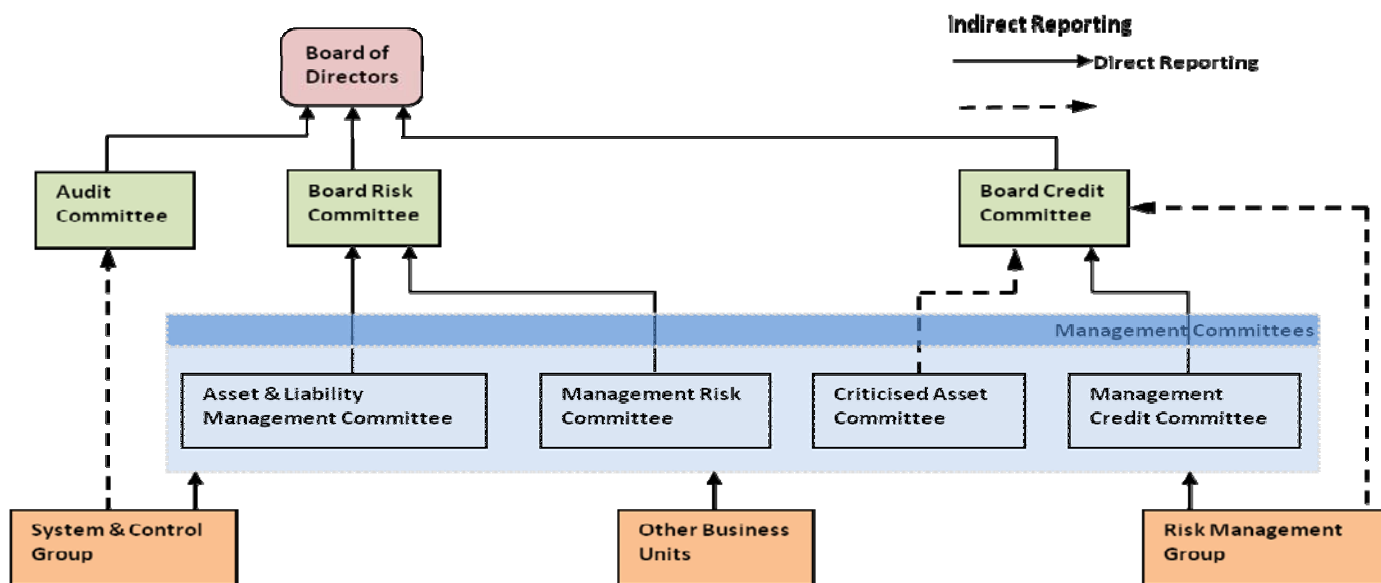 Indirect Reporting
Direct Reporting
Board of
Directors
Audit
Committee
Board Risk
Committee
Board Credit
Committee
Management Committees
Asset & Liability
Management Committee
Management Risk
Committee
Criticised Asset
Committee
Management
Credit Committee
System & Control
Group
Other Business
Units
Risk Management
Group